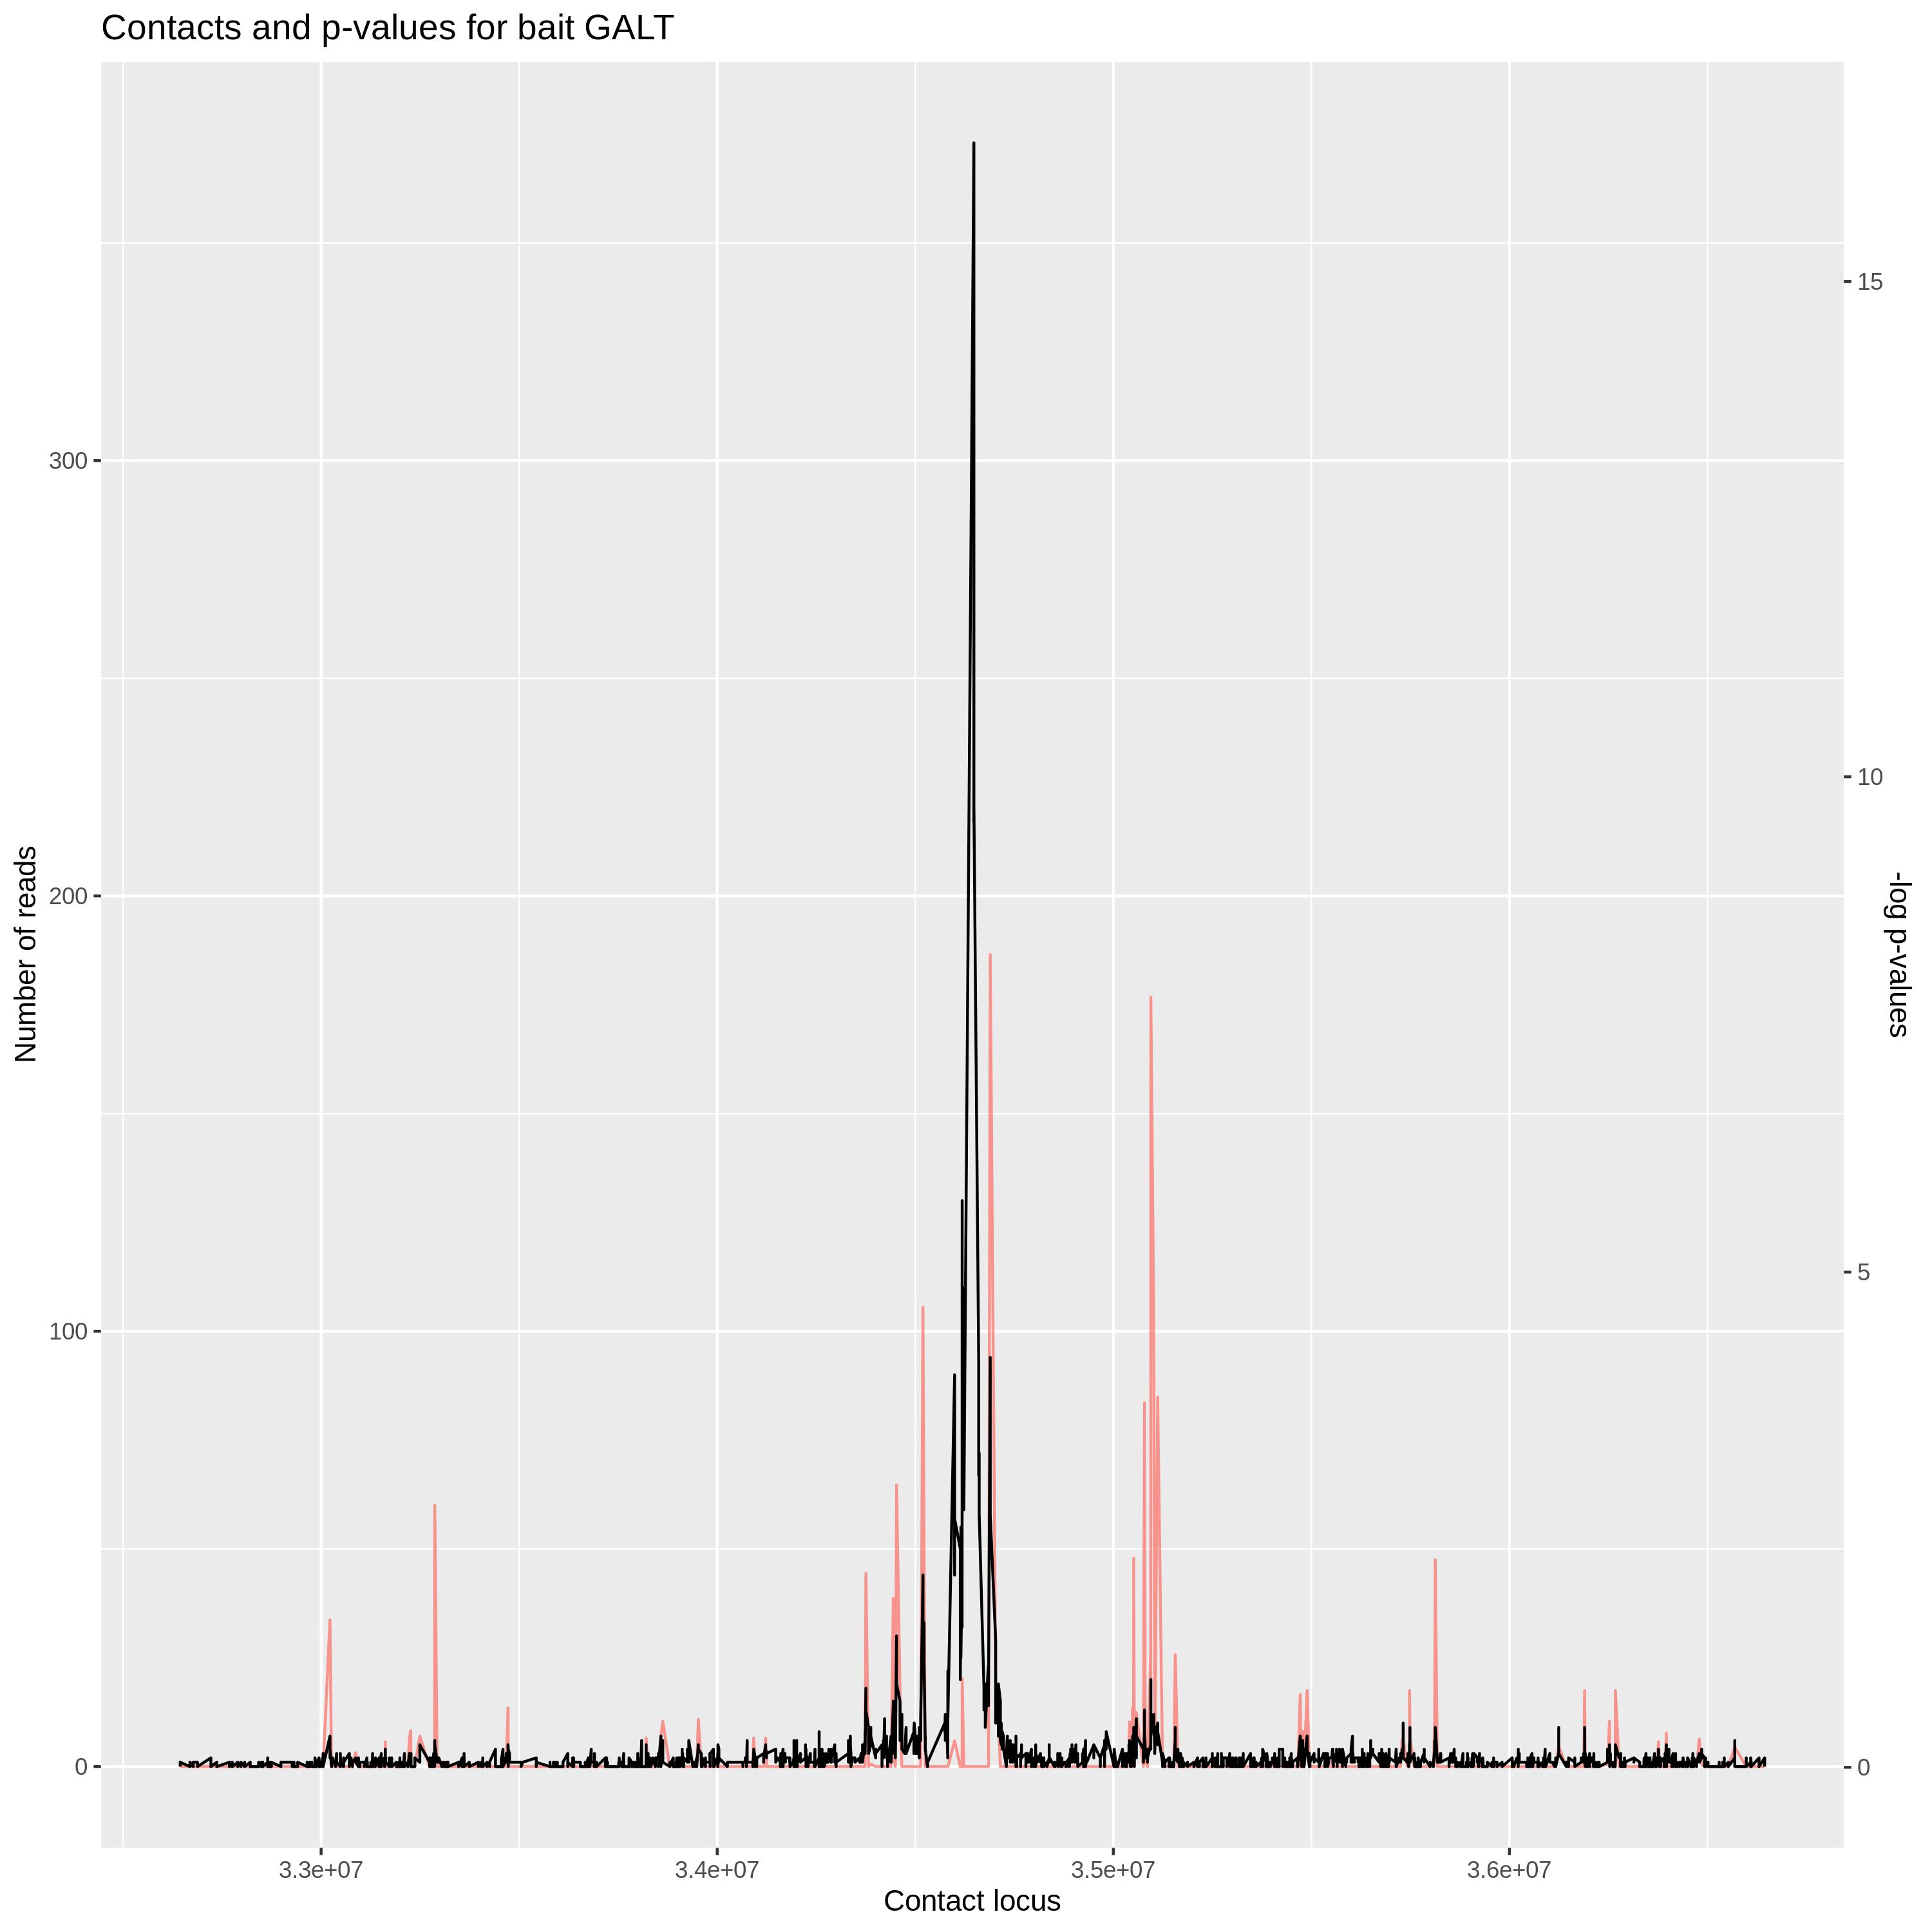 Contacts and p-values for bait GALT
Number of reads
300
200
100
0
15
10
5
0
-log p-values
3.3e+07
3.4e+07
3.5e+07
3.6e+07
Contact locus